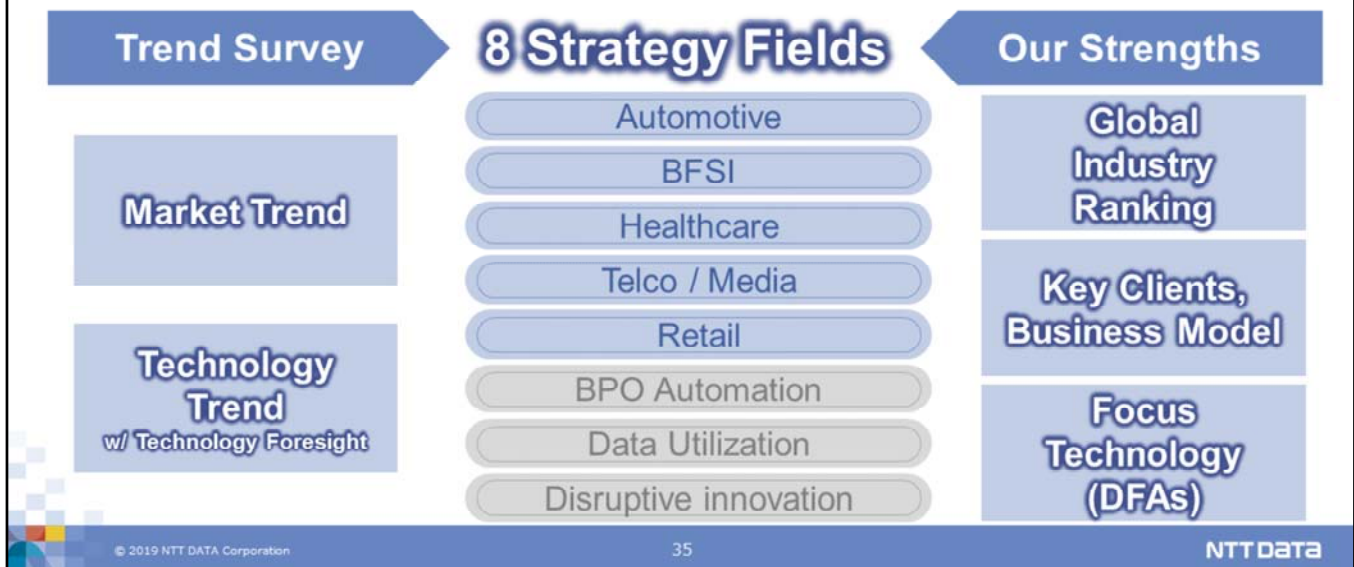 Trend Survey
8 Strategy Fields
Our Strengths
Market Trend
Technology
Trend
w/ Technology Foresight
Automotive
BFSI
Healthcare
Telco / Media
Retail
BPO Automation
Data Utilization
Disruptive innovation
Global
Industry
Ranking
Key Clients,
Business Model
Focus
Technology
(DFAs)
© 2019 NTT DATA Corporation
35
NTT DATA